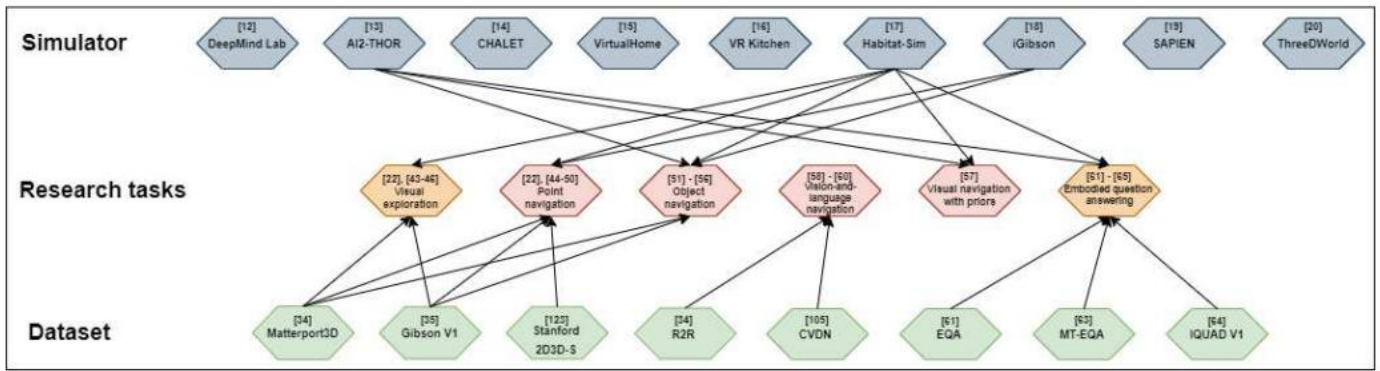 Simulator
[12]
DeepMind Lab
[13]
AI2-THOR
[14]
CHALET
[15]
VirtualHome
[16]
VR Kitchen
[17]
Habitat-Sim
[18]
iGibson
[19]
SAPIEN
[20]
ThreeDWorld
Research tasks
[22], [43-46]
Visual
exploration
[22], [44-50]
Point
navigation
[51] - [56]
Object
navigation
[58] - [60]
Vision-and-
language
navigation
[57]
Visual navigation
with priors
[61] - [65]
Embodied question
answering
Dataset
[34]
Matterport3D
[35]
Gibson V1
[123]
Stanford
2D3D-S
[34]
R2R
[105]
CVDN
[61]
EQA
[63]
MT-EQA
[64]
IQUAD V1